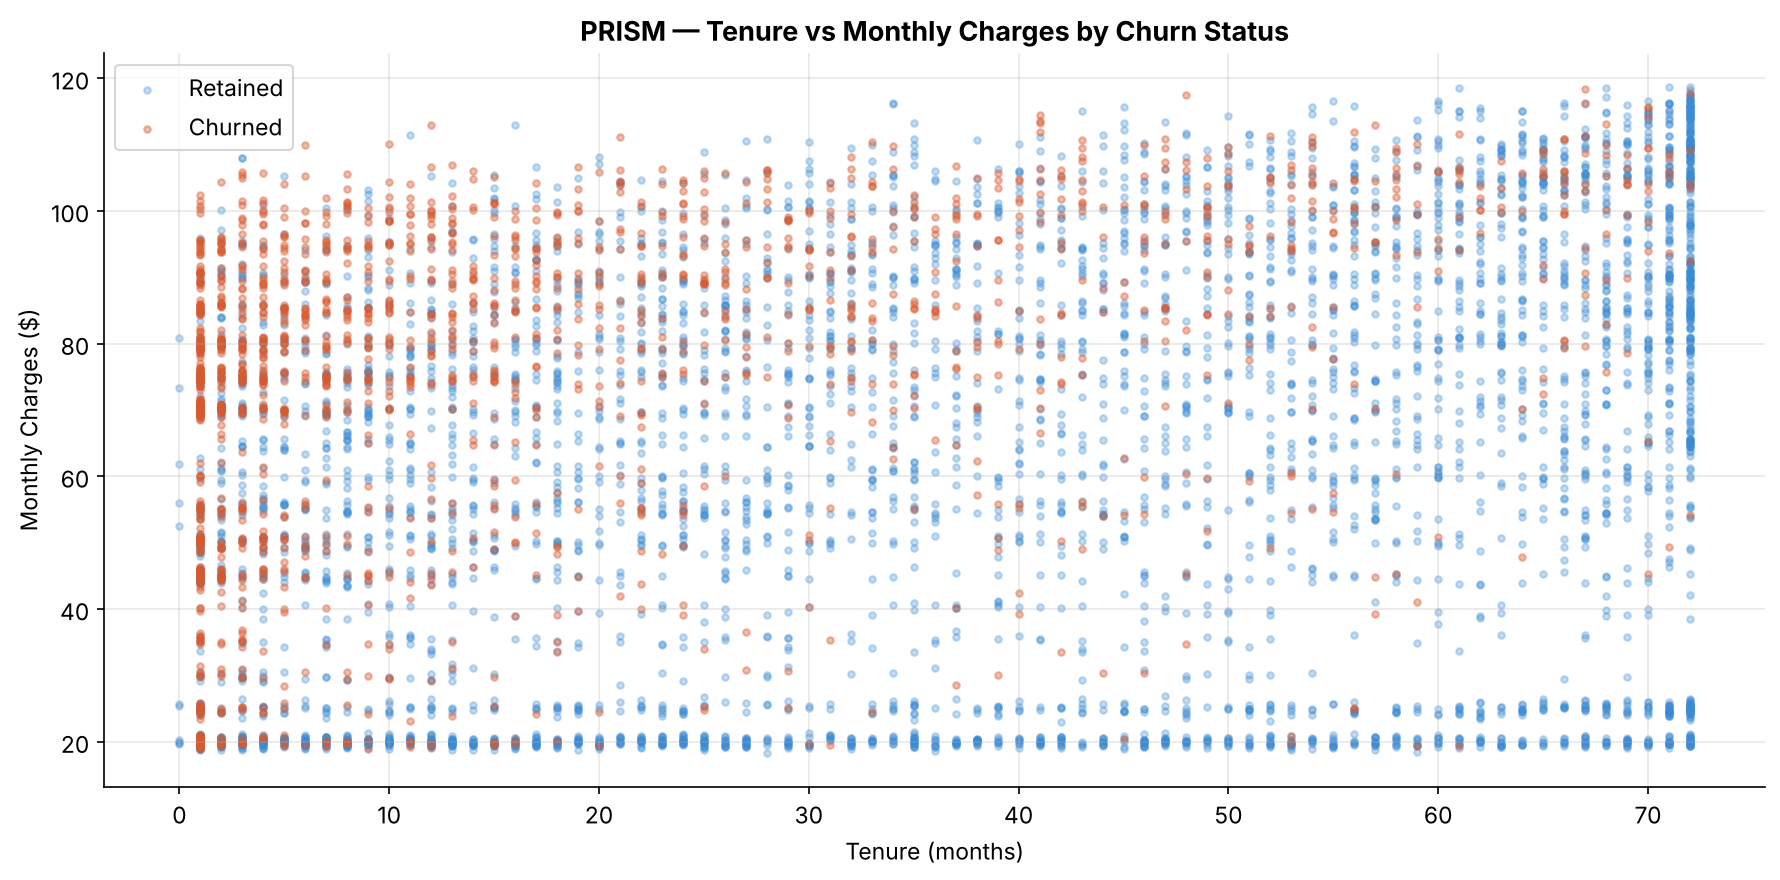 PRISM — Tenure vs Monthly Charges by Churn Status
Retained
Churned
120
100
80
60
40
20
Monthly Charges ($)
0 10 20 30 40 50 60 70
Tenure (months)